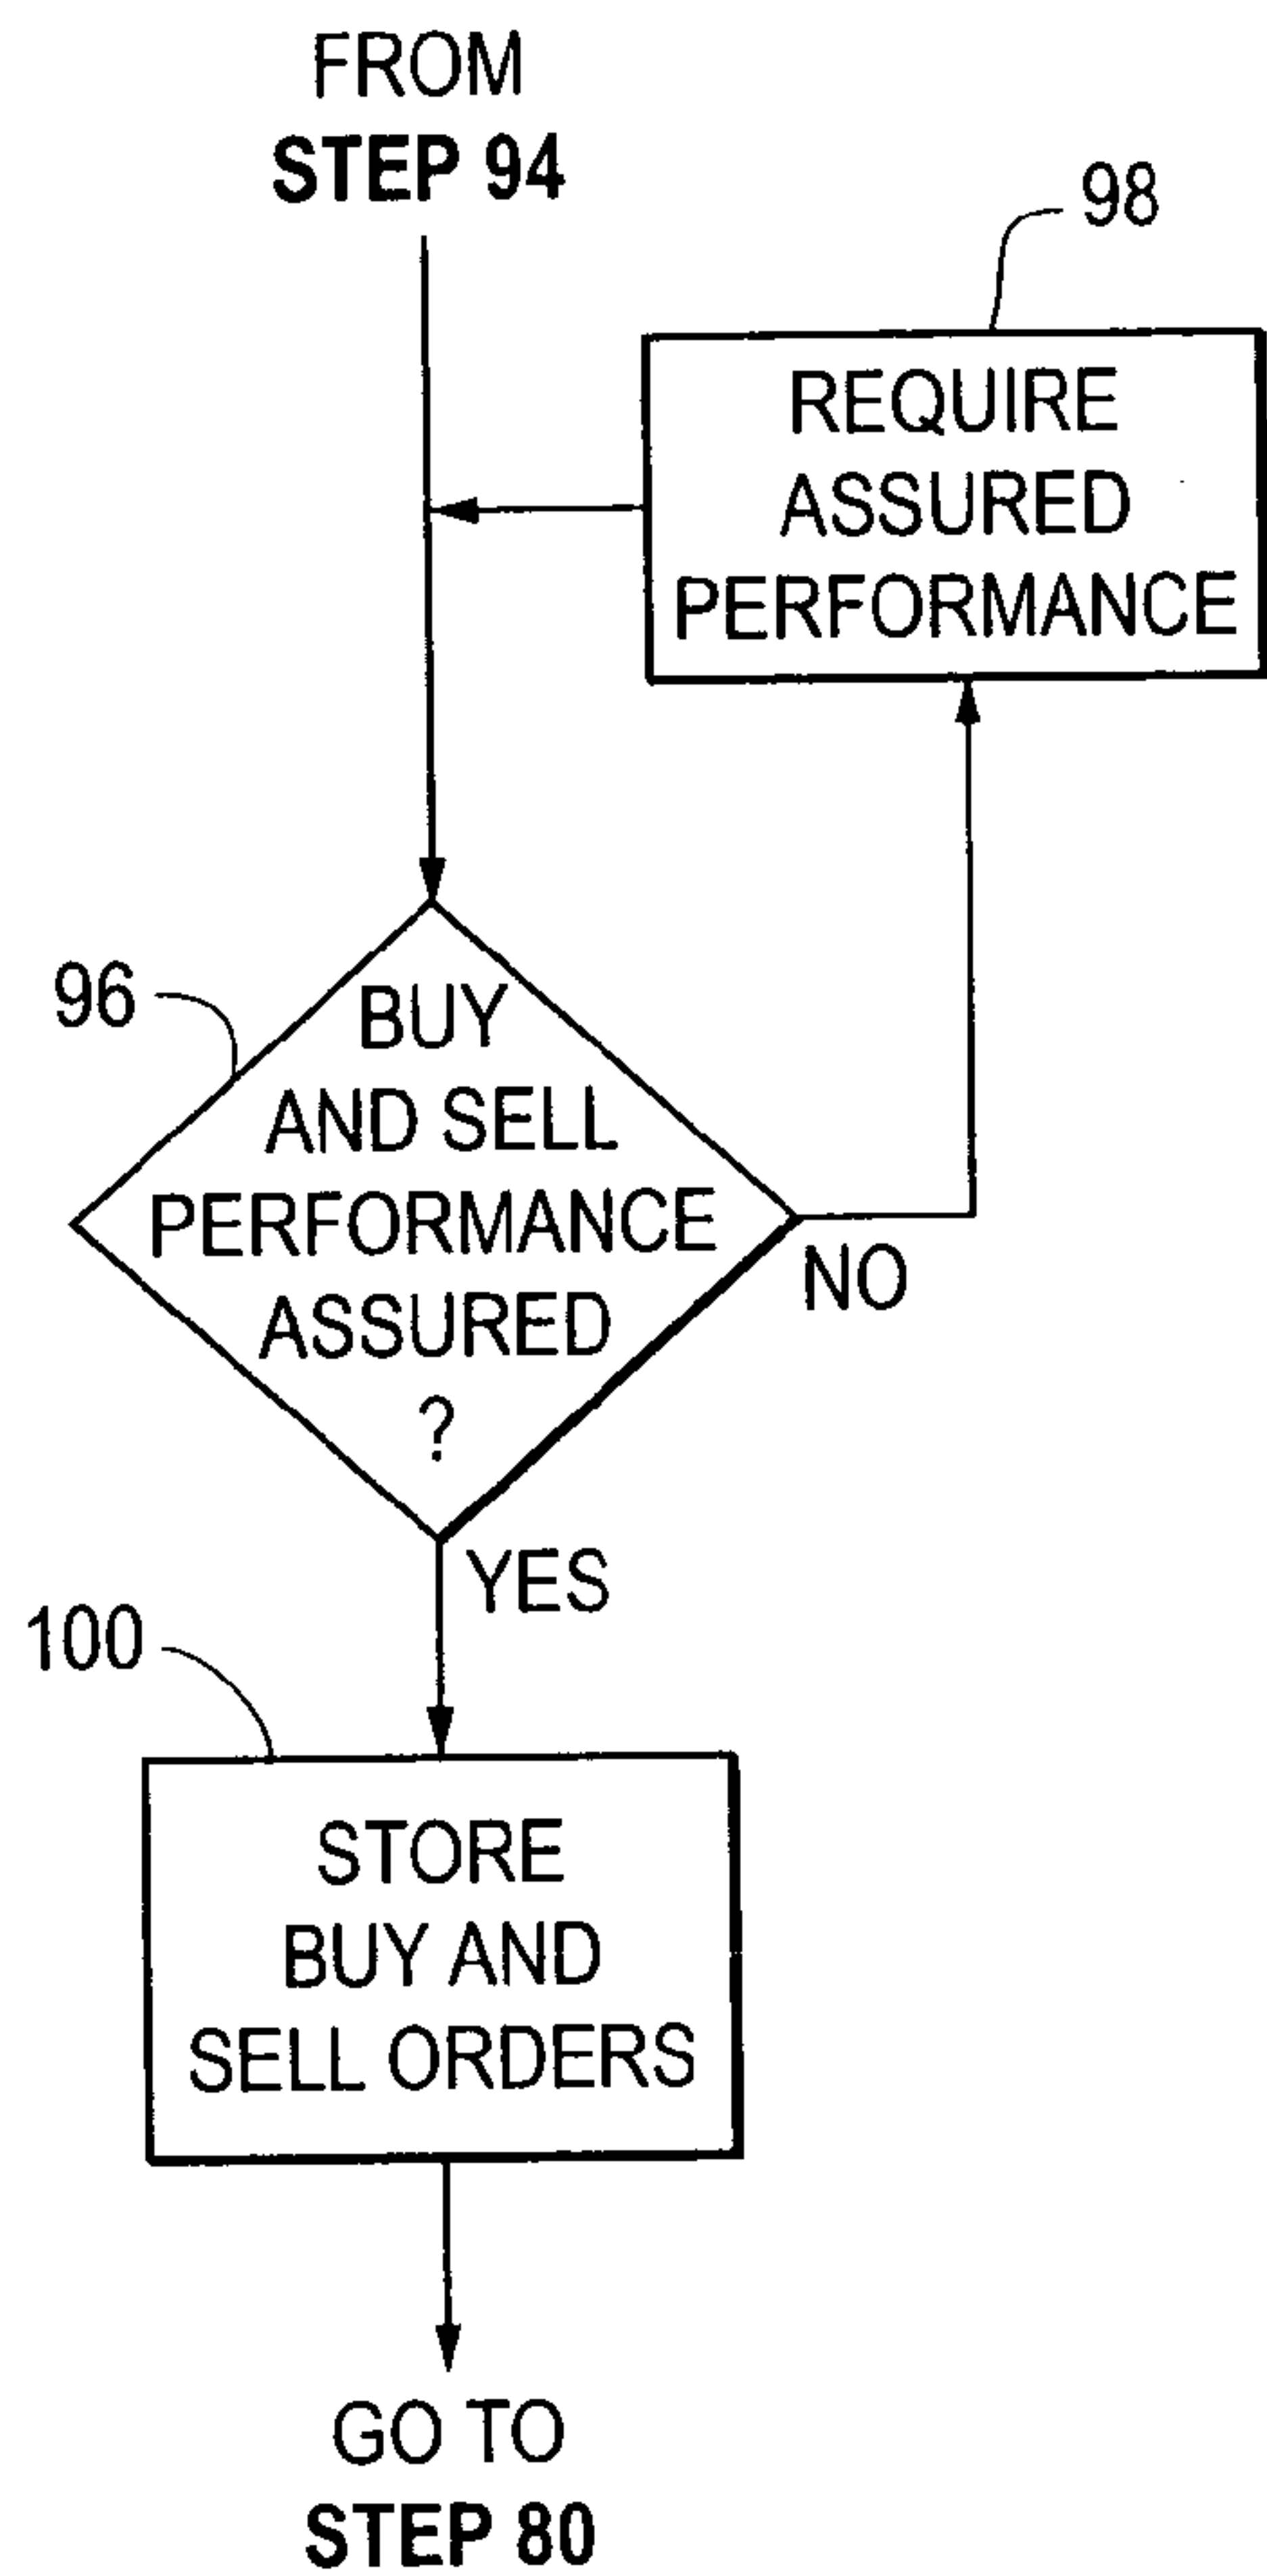 FROM
STEP 94
98
REQUIRE
ASSURED
PERFORMANCE
96
BUY
AND SELL
PERFORMANCE
ASSURED
?
NO
YES
100
STORE
BUY AND
SELL ORDERS
GO TO
STEP 80